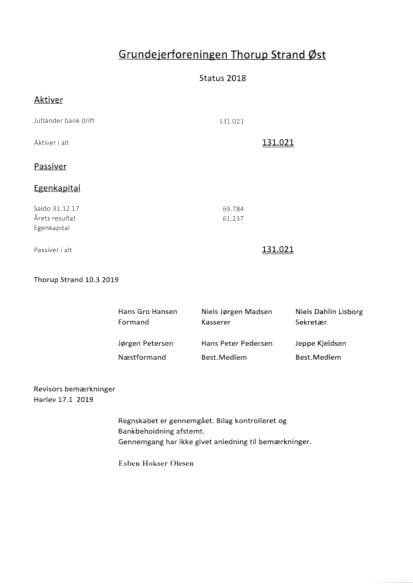 Grundejerforeningen Thorup Strand Øst
Status 2018
Aktiver
Jutlander bank drift 131.021
Aktiver i alt 131.021
Passiver
Egenkapital
Saldo 31.12.17 69.784
Årets resultat 61.237
Egenkapital
Passiver i alt 131.021
Thorup Strand 10.3 2019
Hans Gro Hansen Niels Jørgen Madsen Niels Dahlin Lisborg
Formand Kasserer Sekretær
Jørgen Petersen Hans Peter Pedersen Jeppe Kjeldsen
Næstformand Best.Medlem Best.Medlem
Revisors bemærkninger
Harlev 17.1 2019
Regnskabet er gennemgået. Bilag kontrolleret og
Bankbeholdning afstemt.
Gennemgang har ikke givet anledning til bemærkninger.
Esben Hokser Olesen